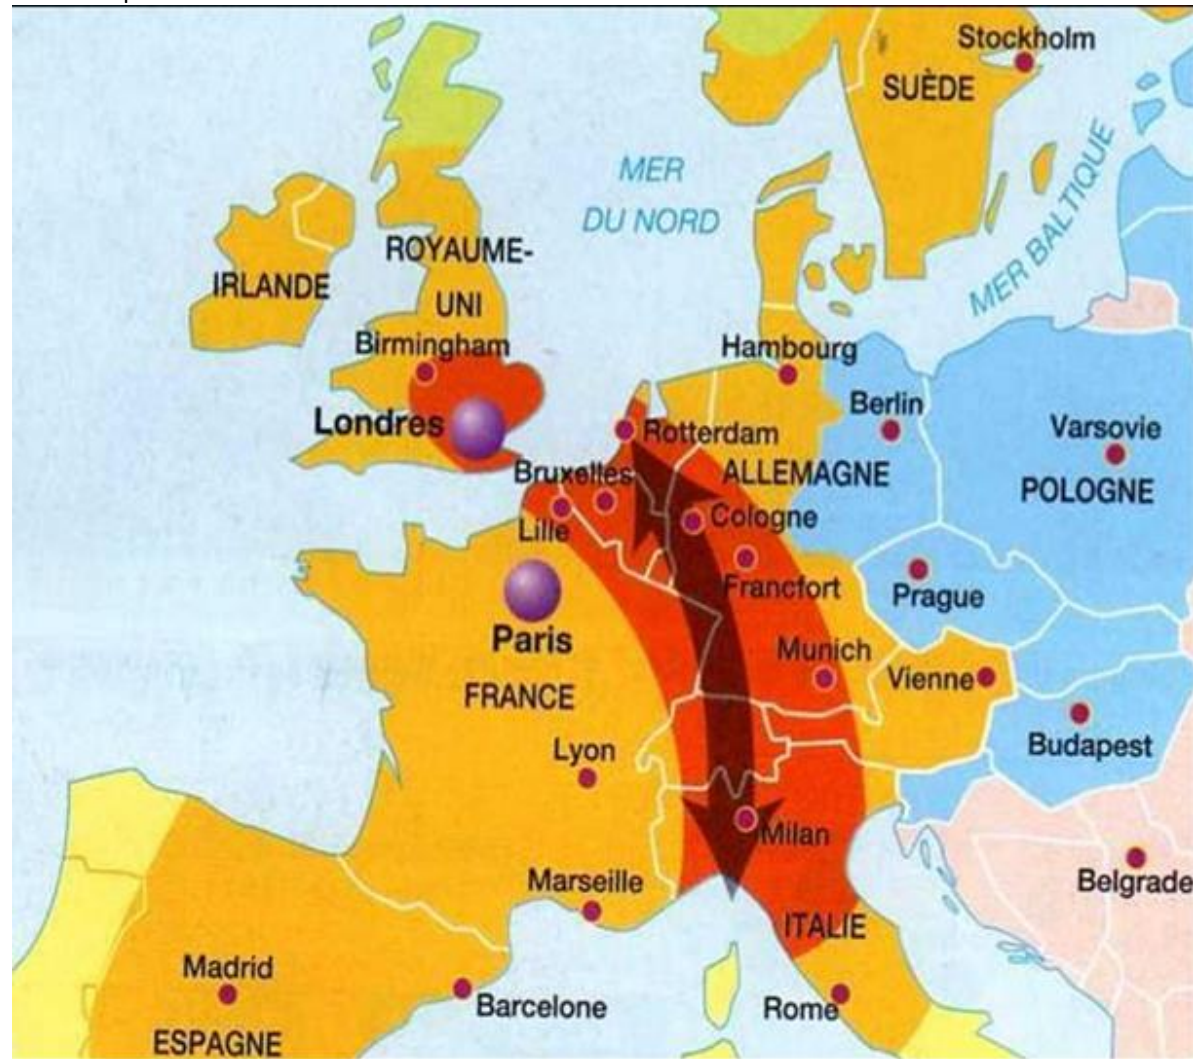 Stockholm
SUÈDE
MER
DU NORD
MER BALTIQUE
ROYAUME-
UNI
IRLANDE
Birmingham
Hambourg
Londres
Berlin
Rotterdam
Varsovie
Bruxelles
ALLEMAGNE
POLOGNE
Lille
Cologne
Francfort
Prague
Paris
Munich
Vienne
FRANCE
Lyon
Budapest
Milan
Marseille
Belgrade
ITALIE
Madrid
Barcelone
Rome
ESPAGNE